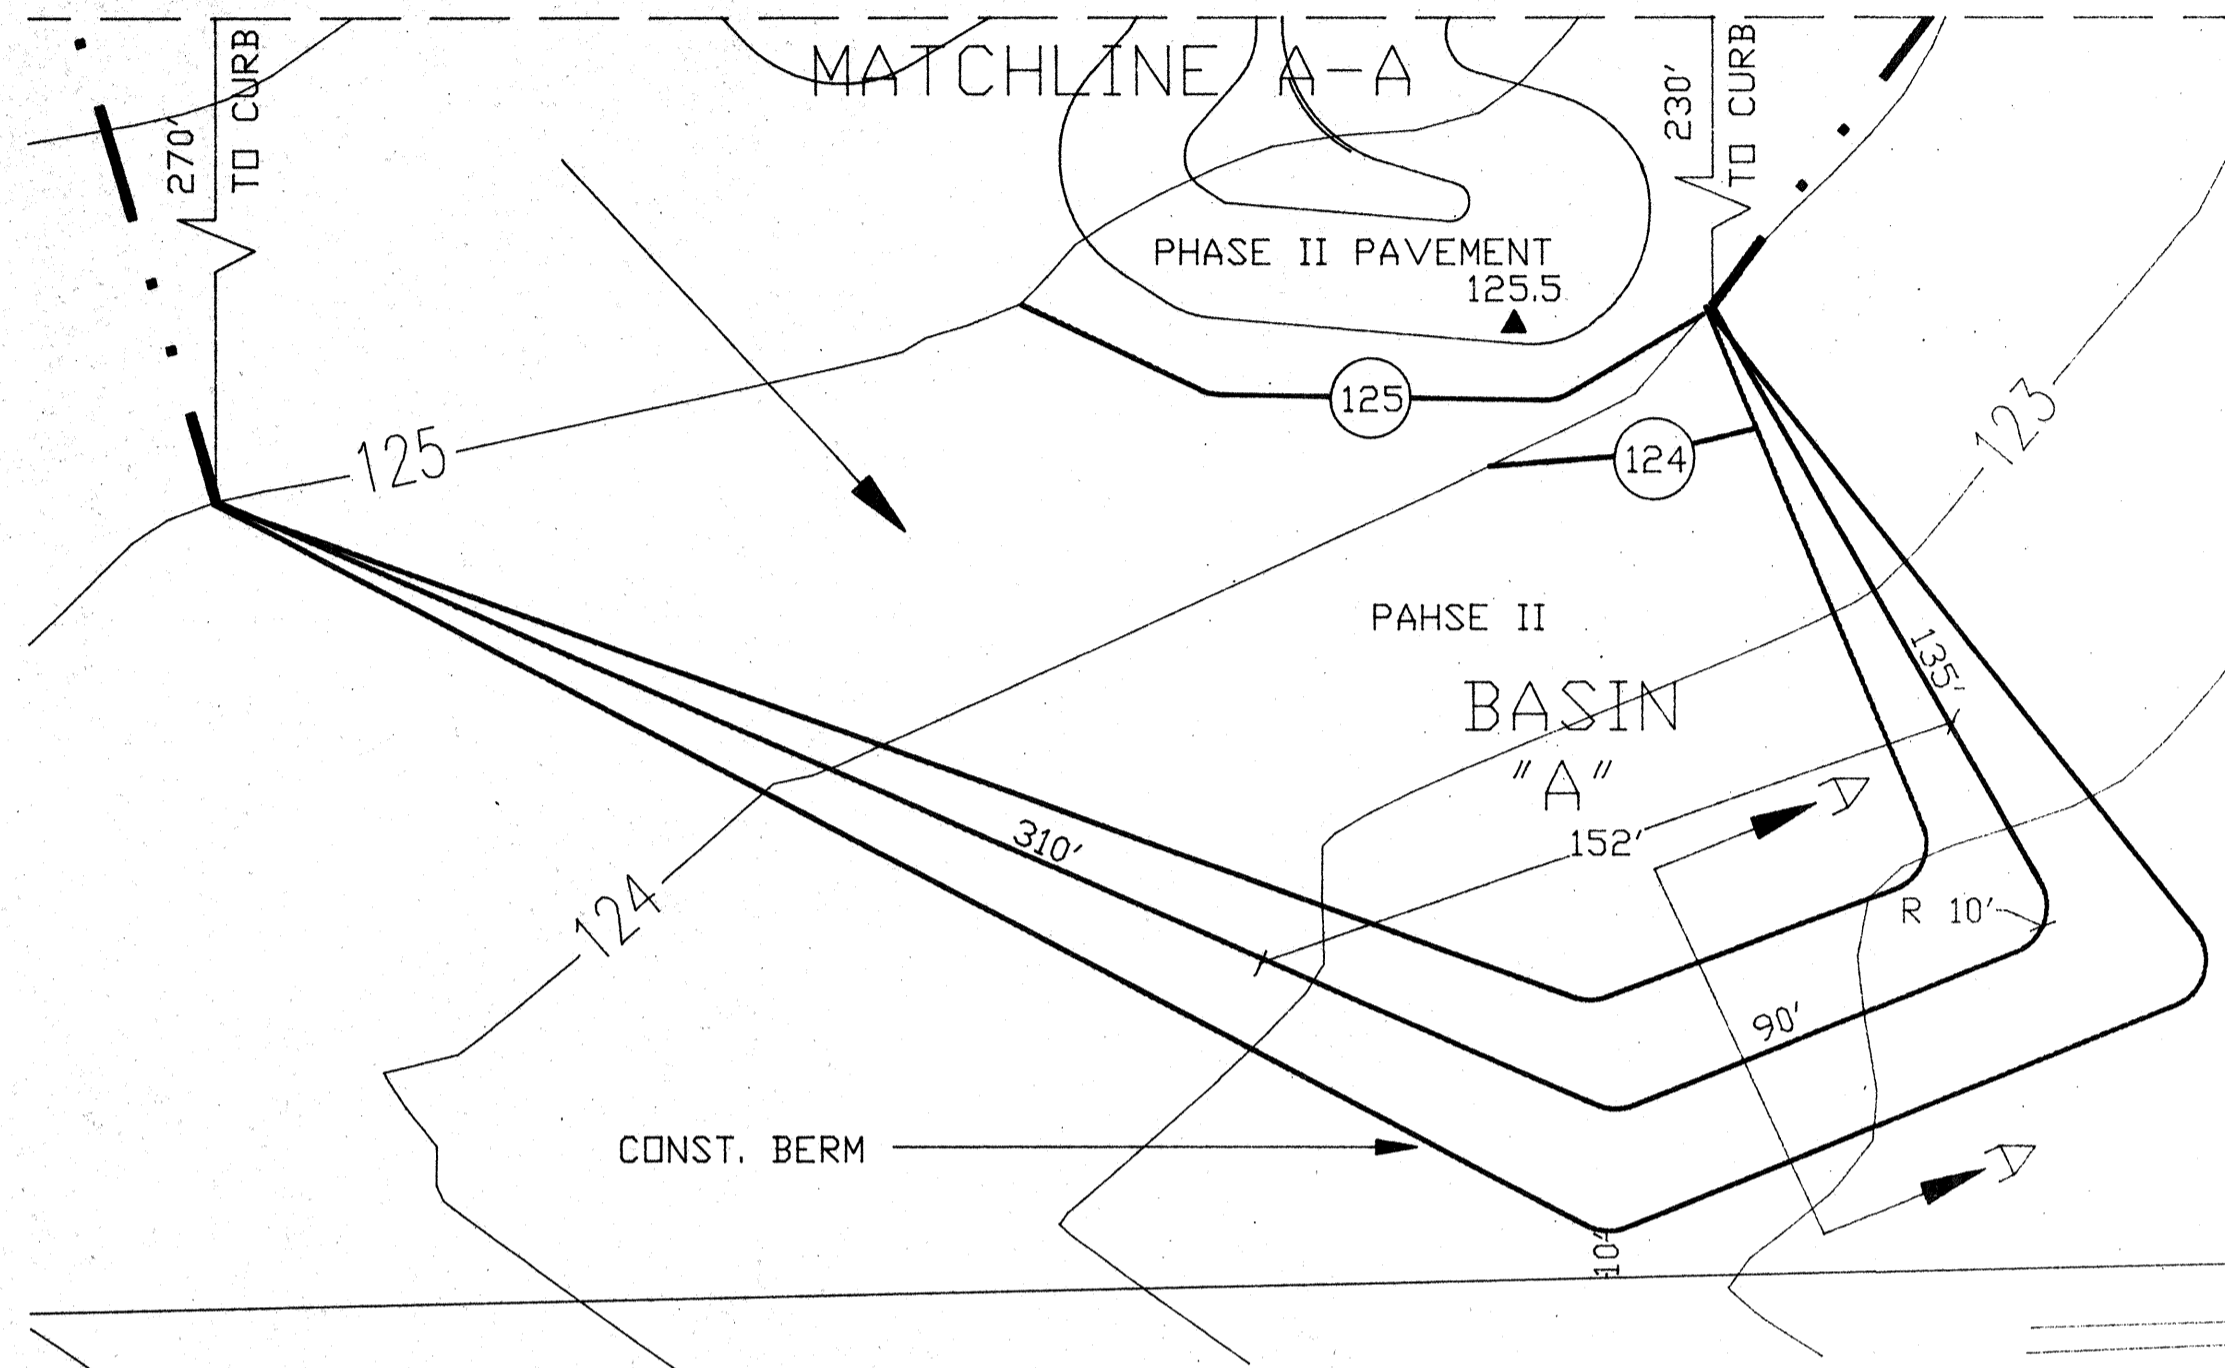 MATCHLINE A-A
270'
TO CURB
230'
TO CURB
PHASE II PAVEMENT
125.5
125
124
125
123
PAHSE II
BASIN
"A"
135'
152'
A
310'
124
R 10'
90'
CONST. BERM
A
10'